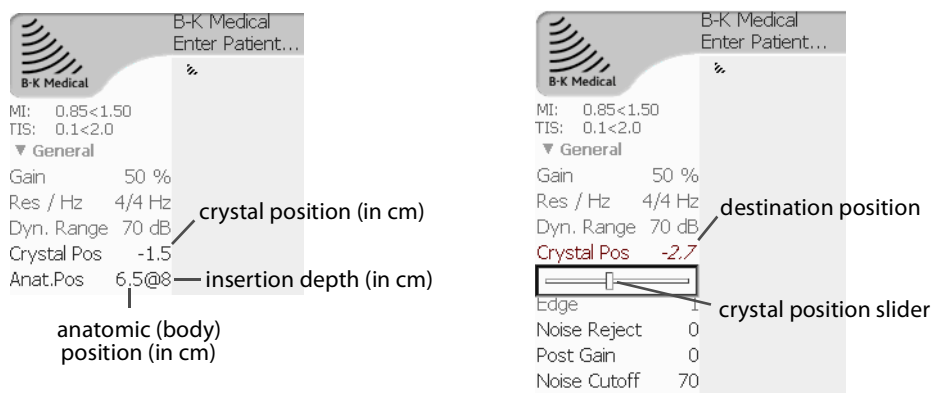 B-K Medical
Enter Patient...
B-K Medical
MI: 0.85<1.50
TIS: 0.1<2.0
▼ General
Gain 50 %
Res / Hz 4/4 Hz
Dyn. Range 70 dB
Crystal Pos -1.5
Anat.Pos 6.5@8
crystal position (in cm)
insertion depth (in cm)
anatomic (body)
position (in cm)
B-K Medical
Enter Patient...
B-K Medical
MI: 0.85<1.50
TIS: 0.1<2.0
▼ General
Gain 50 %
Res / Hz 4/4 Hz
Dyn. Range 70 dB
Crystal Pos -2.7
Edge 1
Noise Reject 0
Post Gain 0
Noise Cutoff 70
destination position
crystal position slider